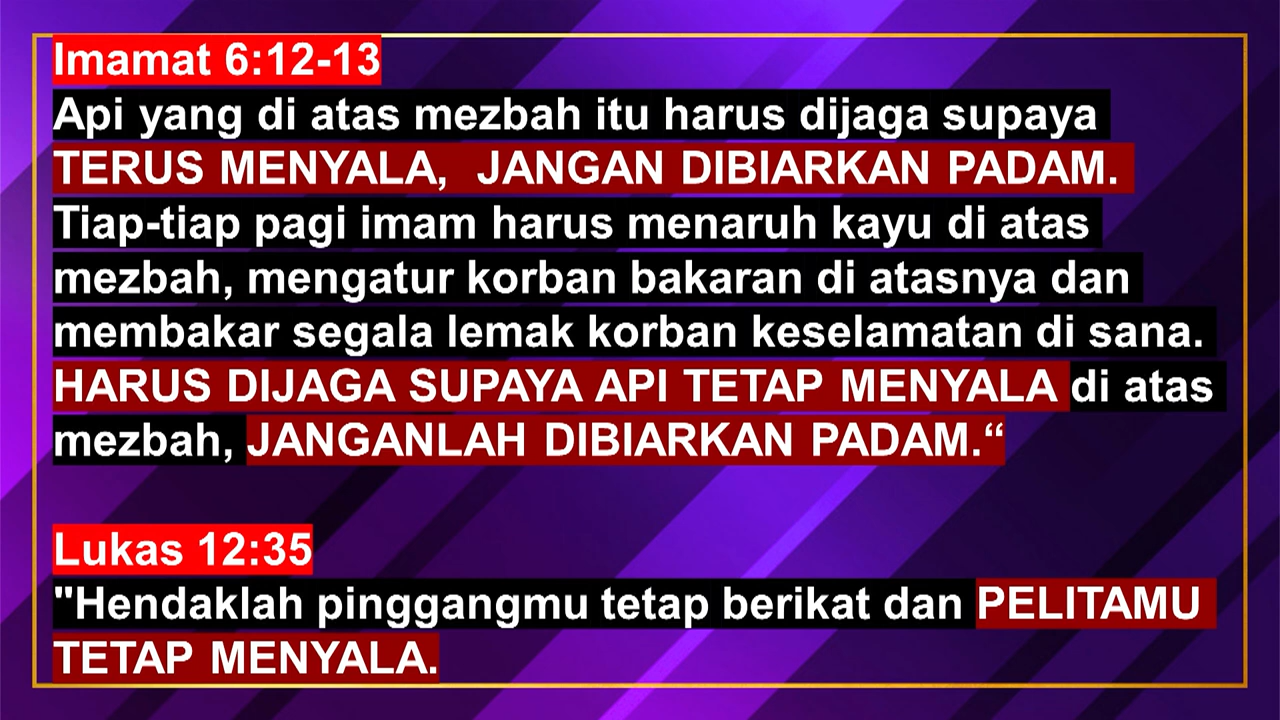 Imamat 6:12-13
Api yang di atas mezbah itu harus dijaga supaya
TERUS MENYALA,  JANGAN DIBIARKAN PADAM.
Tiap-tiap pagi imam harus menaruh kayu di atas
mezbah, mengatur korban bakaran di atasnya dan
membakar segala lemak korban keselamatan di sana.
HARUS DIJAGA SUPAYA API TETAP MENYALA di atas
mezbah, JANGANLAH DIBIARKAN PADAM.“
Lukas 12:35
"Hendaklah pinggangmu tetap berikat dan PELITAMU
TETAP MENYALA.